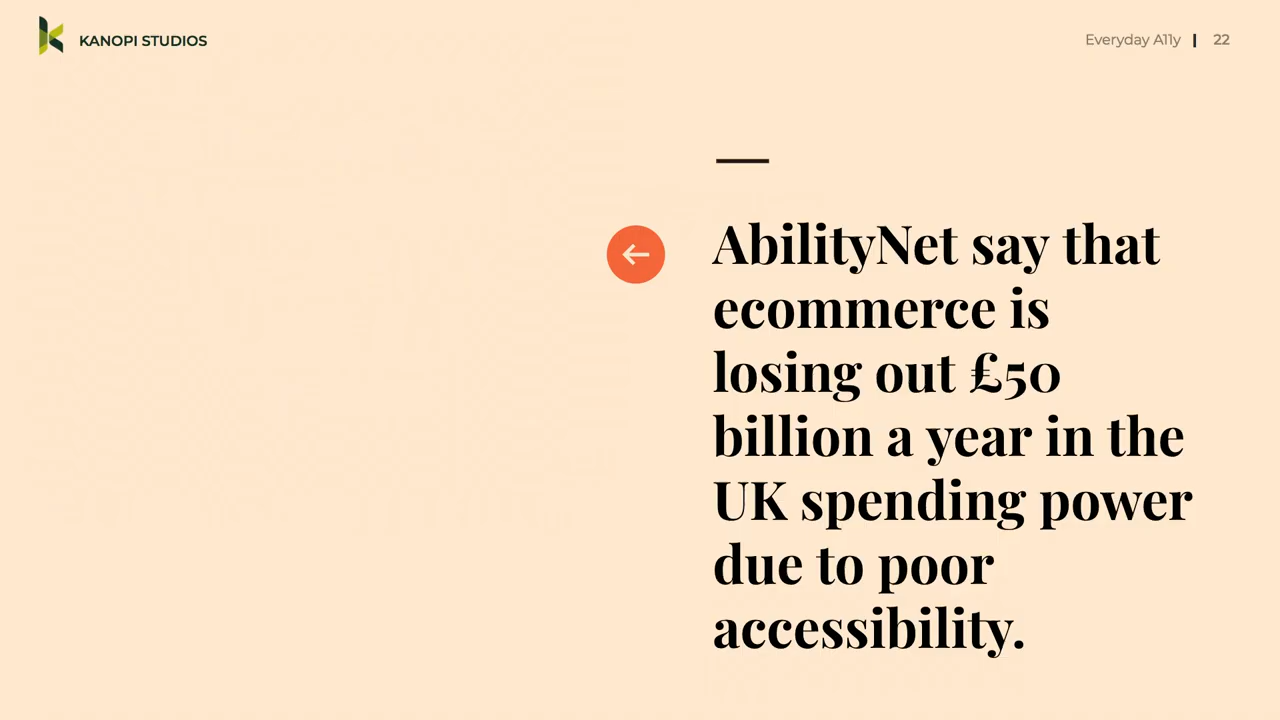 KANOPI STUDIOS
Everyday A11y | 22
AbilityNet say that
ecommerce is
losing out £50
billion a year in the
UK spending power
due to poor
accessibility.